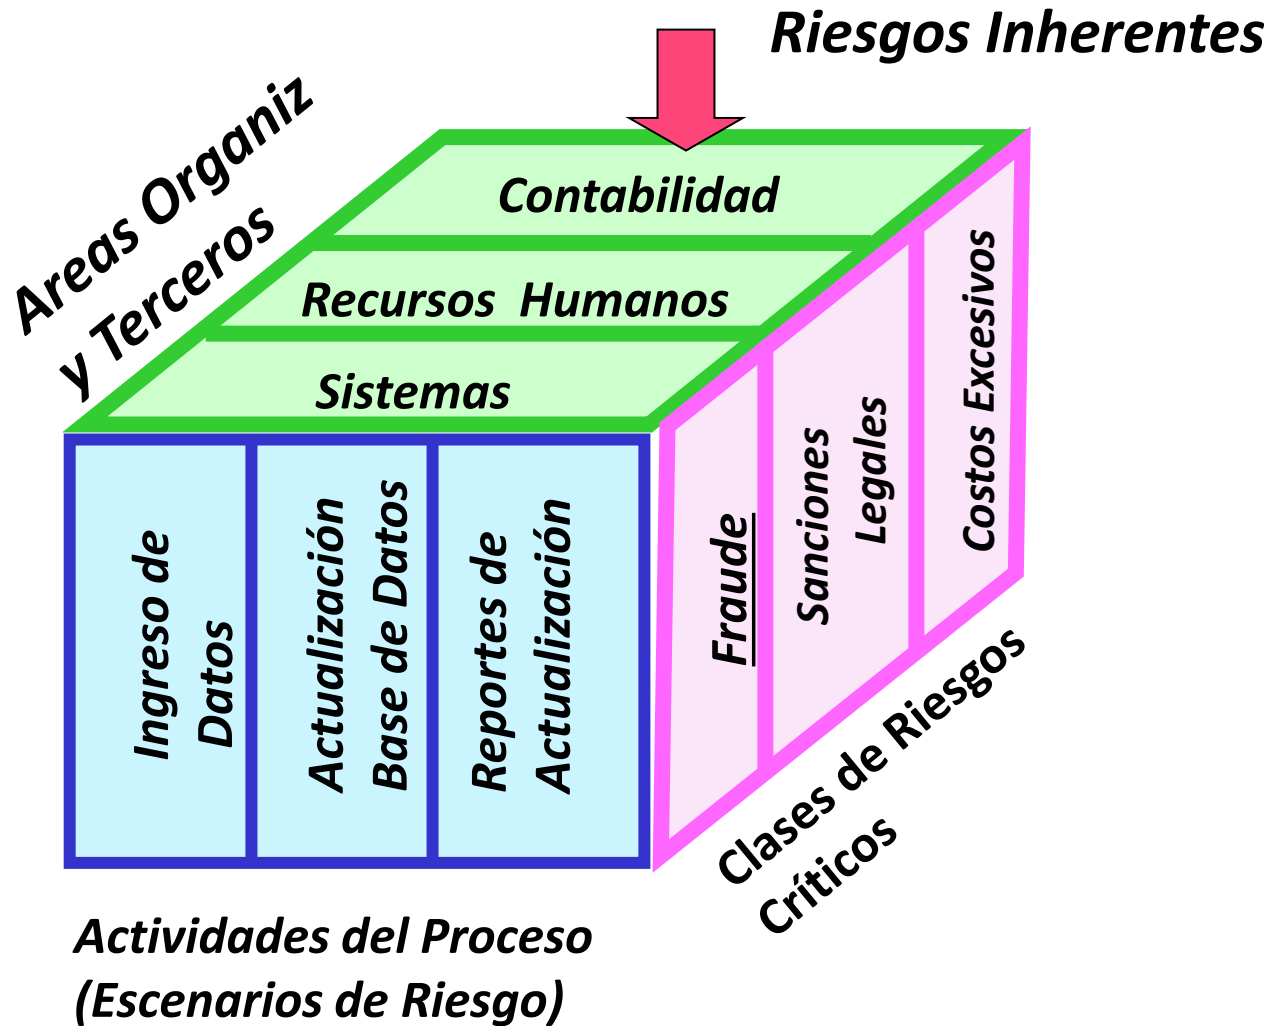 Riesgos Inherentes
Areas Organiz
y Terceros
Contabilidad
Recursos Humanos
Sistemas
Ingreso de
Datos
Actualización
Base de Datos
Reportes de
Actualización
Fraude
Sanciones
Legales
Costos Excesivos
Clases de Riesgos
Críticos
Actividades del Proceso
(Escenarios de Riesgo)